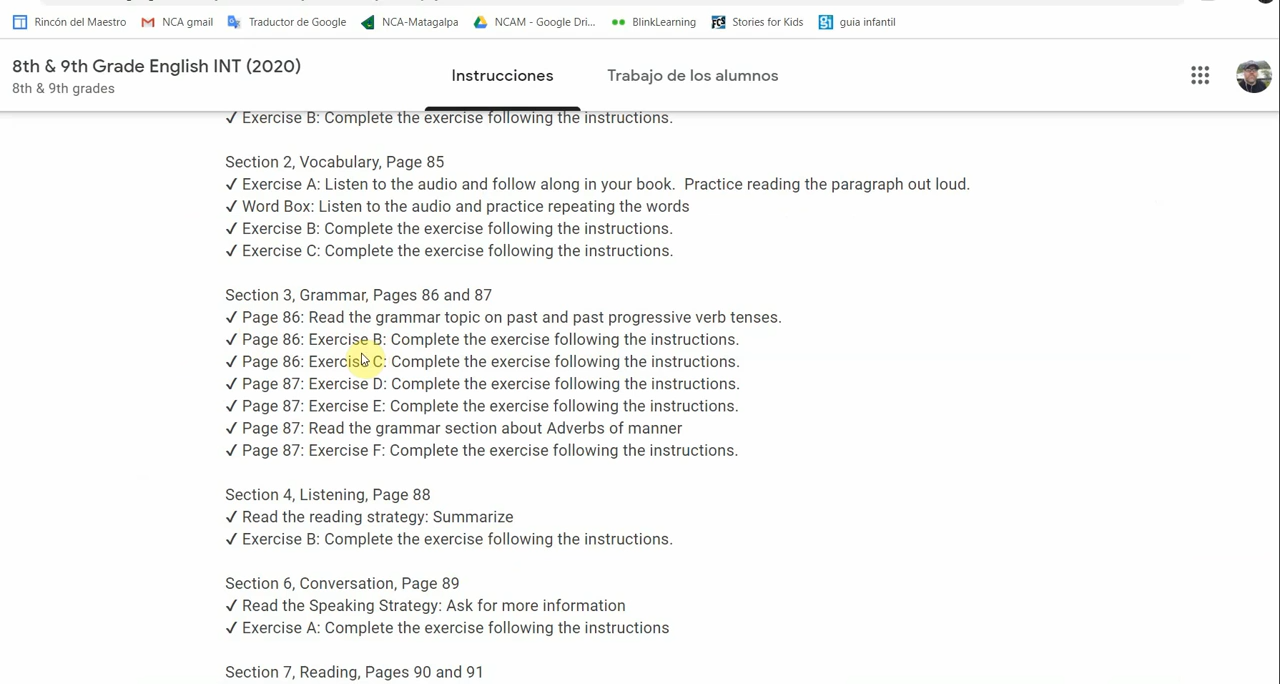 Rincón del Maestro NCA gmail Traductor de Google NCA-Matagalpa NCAM - Google Dri... BlinkLearning Stories for Kids guia infantil
8th & 9th Grade English INT (2020)
8th & 9th grades
Instrucciones Trabajo de los alumnos
✓ Exercise B: Complete the exercise following the instructions.
Section 2, Vocabulary, Page 85
✓ Exercise A: Listen to the audio and follow along in your book.  Practice reading the paragraph out loud.
✓ Word Box: Listen to the audio and practice repeating the words
✓ Exercise B: Complete the exercise following the instructions.
✓ Exercise C: Complete the exercise following the instructions.
Section 3, Grammar, Pages 86 and 87
✓ Page 86: Read the grammar topic on past and past progressive verb tenses.
✓ Page 86: Exercise B: Complete the exercise following the instructions.
✓ Page 86: Exercise C: Complete the exercise following the instructions.
✓ Page 87: Exercise D: Complete the exercise following the instructions.
✓ Page 87: Exercise E: Complete the exercise following the instructions.
✓ Page 87: Read the grammar section about Adverbs of manner
✓ Page 87: Exercise F: Complete the exercise following the instructions.
Section 4, Listening, Page 88
✓ Read the reading strategy: Summarize
✓ Exercise B: Complete the exercise following the instructions.
Section 6, Conversation, Page 89
✓ Read the Speaking Strategy: Ask for more information
✓ Exercise A: Complete the exercise following the instructions
Section 7, Reading, Pages 90 and 91